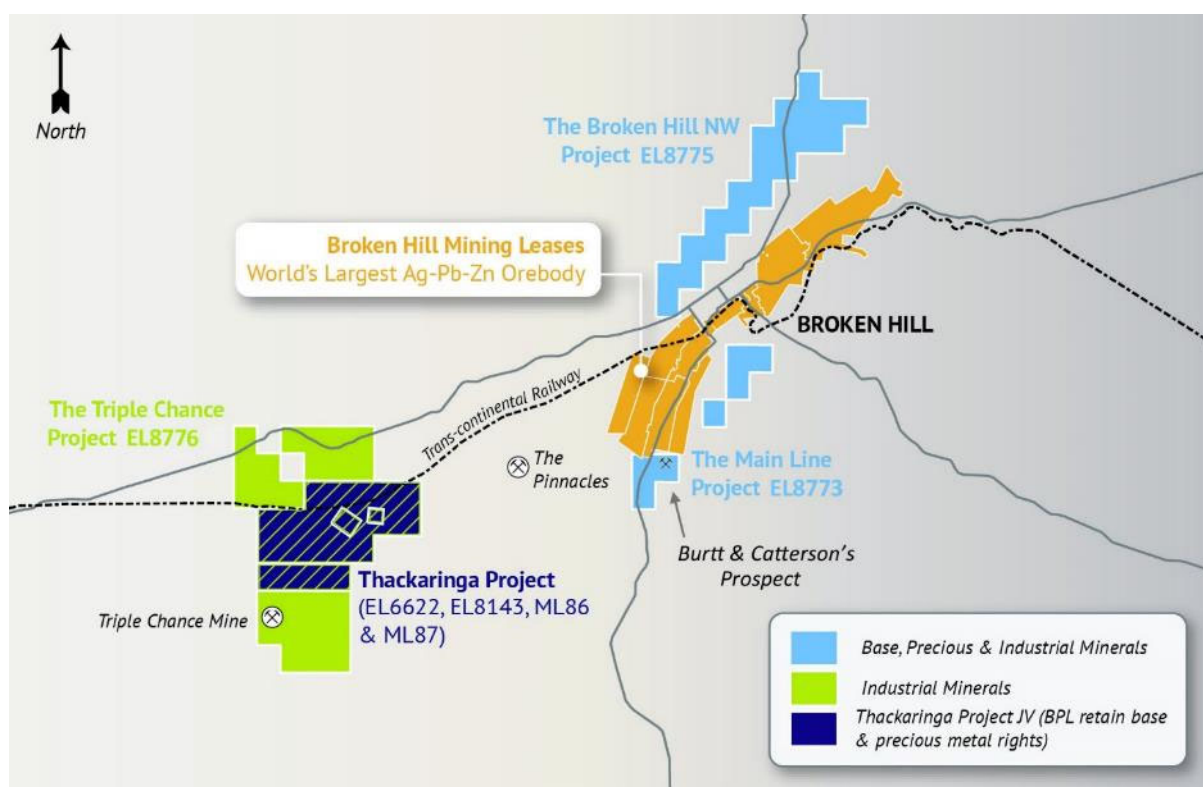 North
The Broken Hill NW
Project EL8775
Broken Hill Mining Leases
World's Largest Ag-Pb-Zn Orebody
BROKEN HILL
The Triple Chance
Project EL8776
Trans-continental Railway
The
Pinnacles
The Main Line
Project EL8773
Burtt & Catterson's
Prospect
Thackaringa Project
(EL6622, EL8143, ML86
& ML87)
Triple Chance Mine
Base, Precious & Industrial Minerals
Industrial Minerals
Thackaringa Project JV (BPL retain base
& precious metal rights)